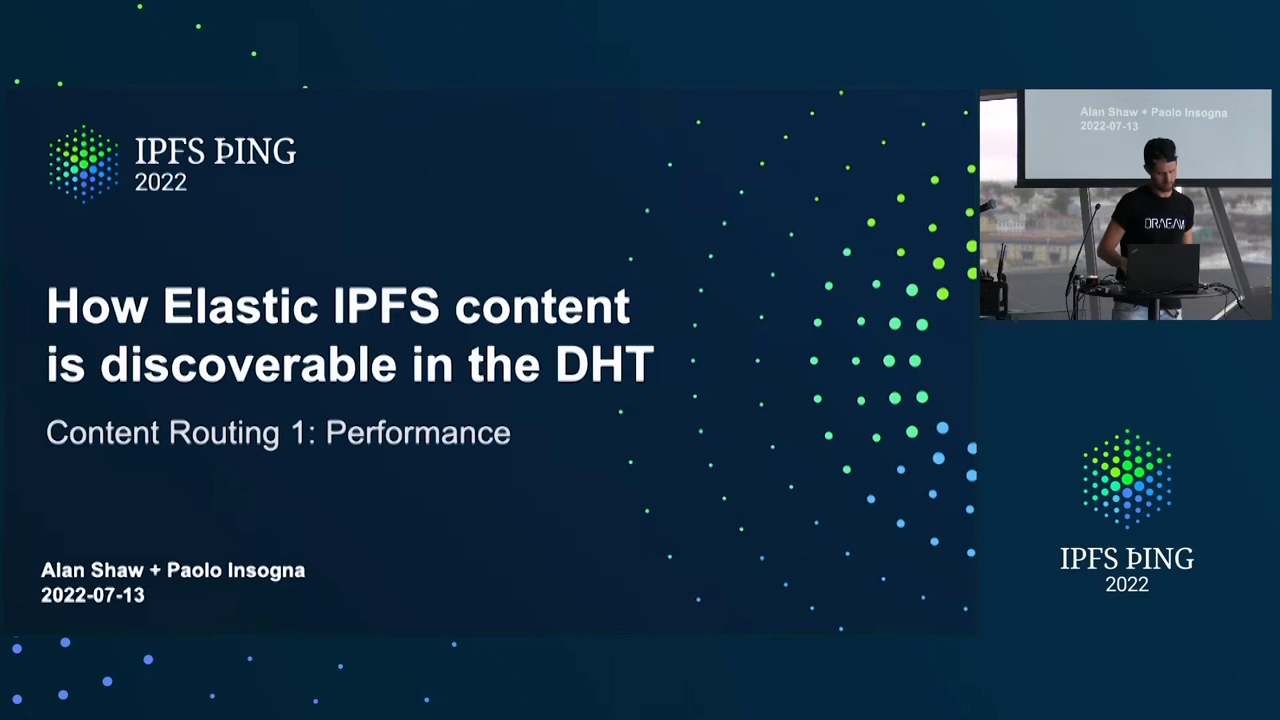 IPFS ÞING
2022
How Elastic IPFS content
is discoverable in the DHT
Content Routing 1: Performance
Alan Shaw + Paolo Insogna
2022-07-13
Alan Shaw + Paolo Insogna
2022-07-13
IPFS ÞING
2022